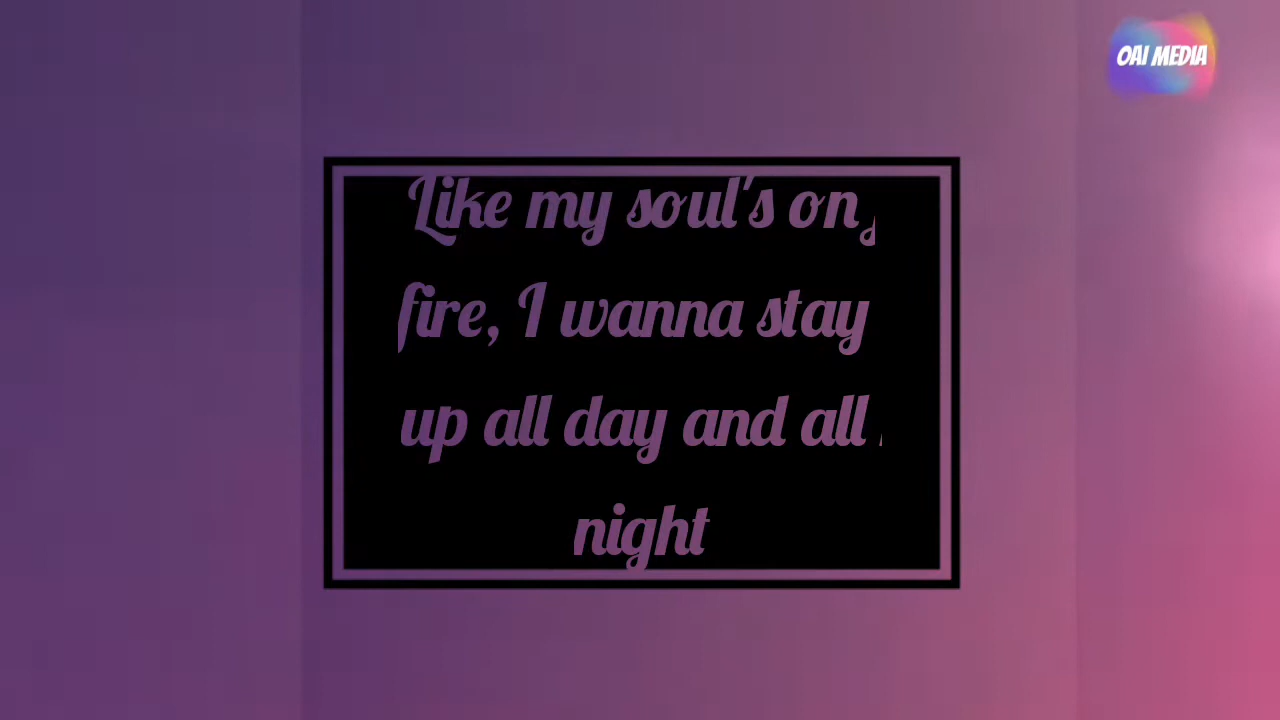 OAI MEDIA
Like my soul's on
fire, I wanna stay
up all day and all
night